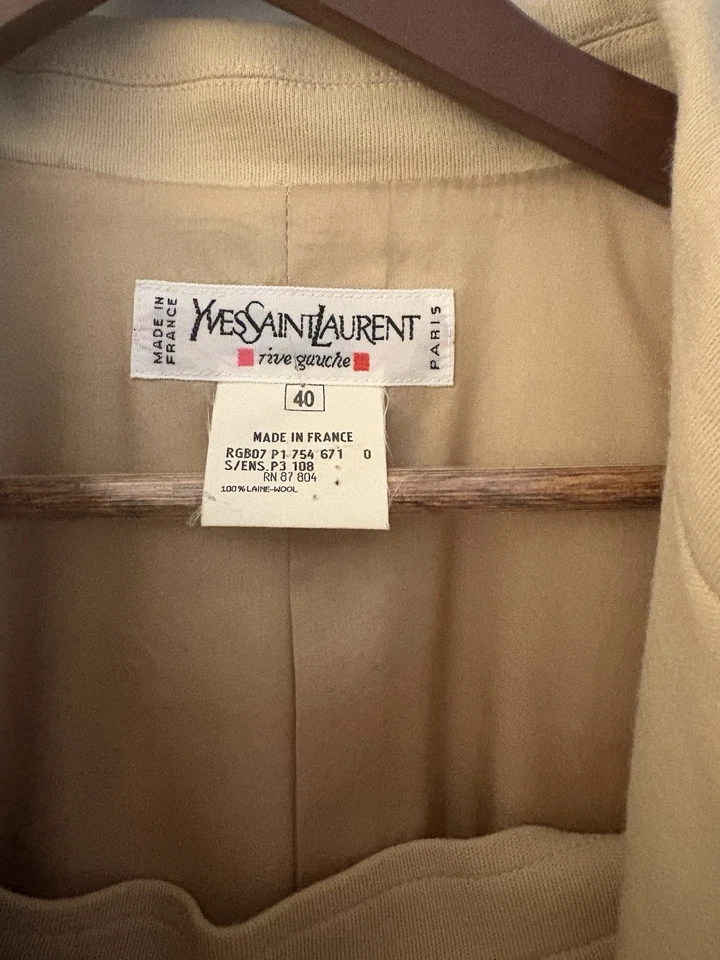 MADE IN
FRANCE
YVES SAINT LAURENT
rive gauche
PARIS
40
MADE IN FRANCE
RGB07 P1 754 671 0
S/ENS.P3 108
RN 87 804
100%LAINE-WOOL